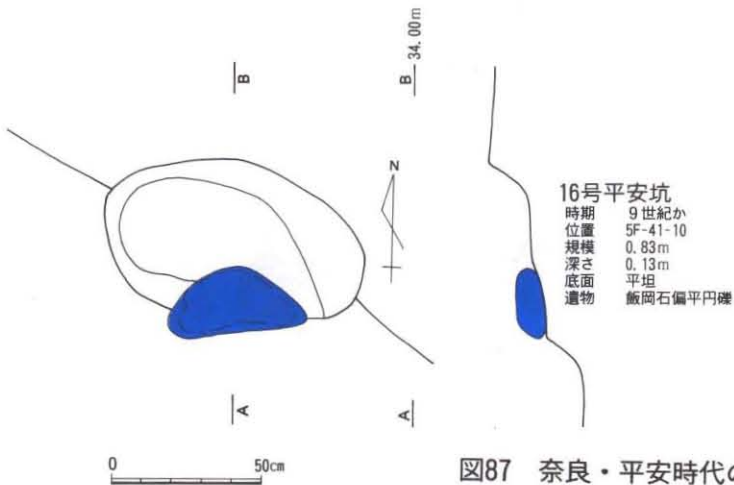 B
B 34.00m
N
16号平安坑
時期 9世紀か
位置 5F-41-10
規模 0.83m
深さ 0.13m
底面 平坦
遺物 飯岡石偏平円礫
A
A
0 50cm
図87 奈良・平安時代の